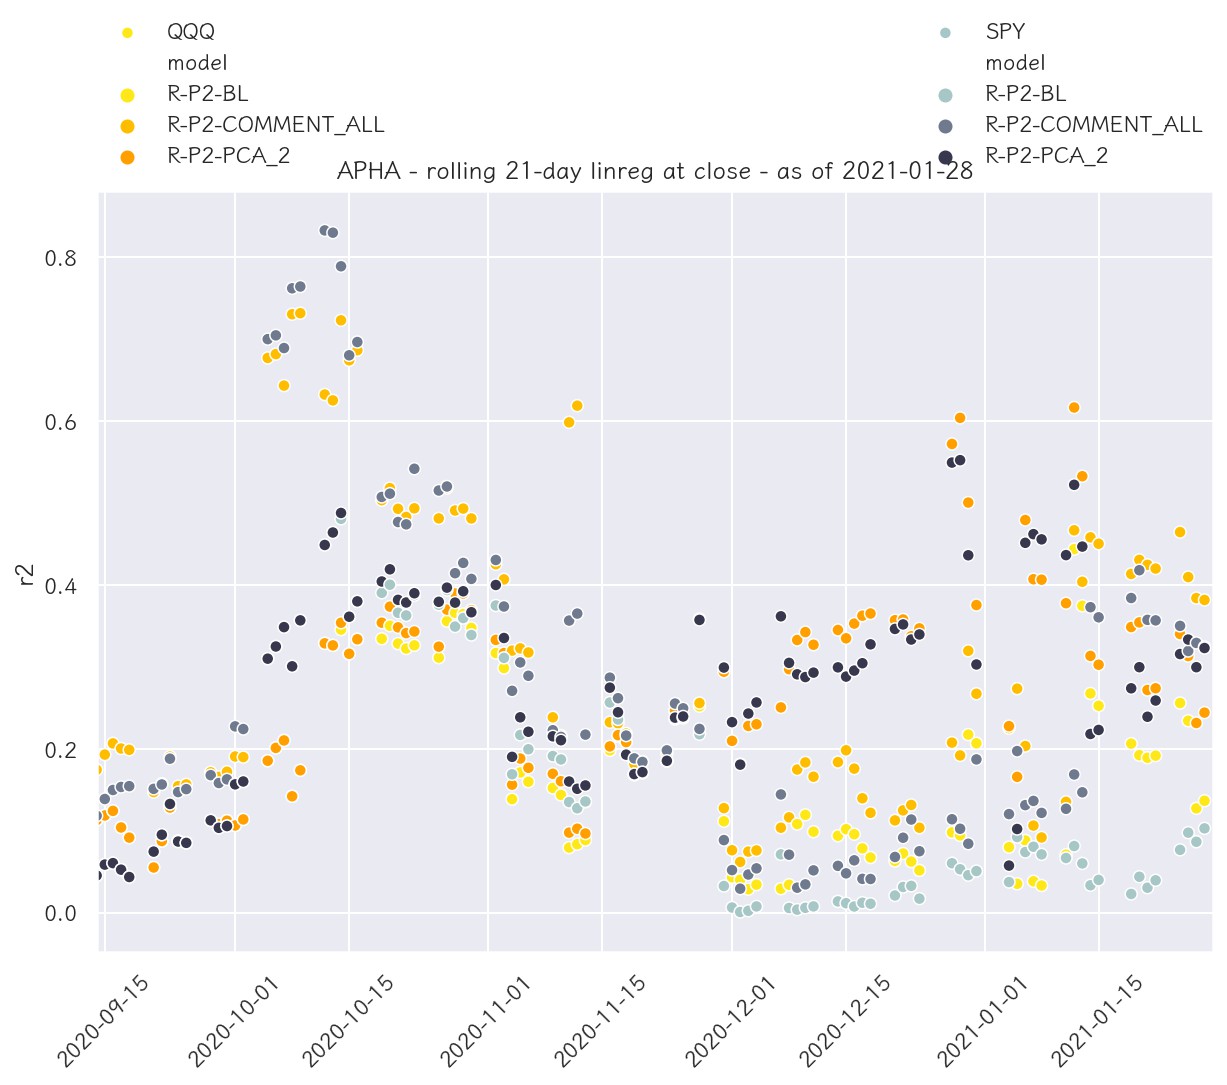 QQQ
model
R-P2-BL
R-P2-COMMENT_ALL
R-P2-PCA_2
SPY
model
R-P2-BL
R-P2-COMMENT_ALL
R-P2-PCA_2
APHA - rolling 21-day linreg at close - as of 2021-01-28
0.8
0.6
0.4
0.2
0.0
r2
2020-09-15
2020-10-01
2020-10-15
2020-11-01
2020-11-15
2020-12-01
2020-12-15
2021-01-01
2021-01-15